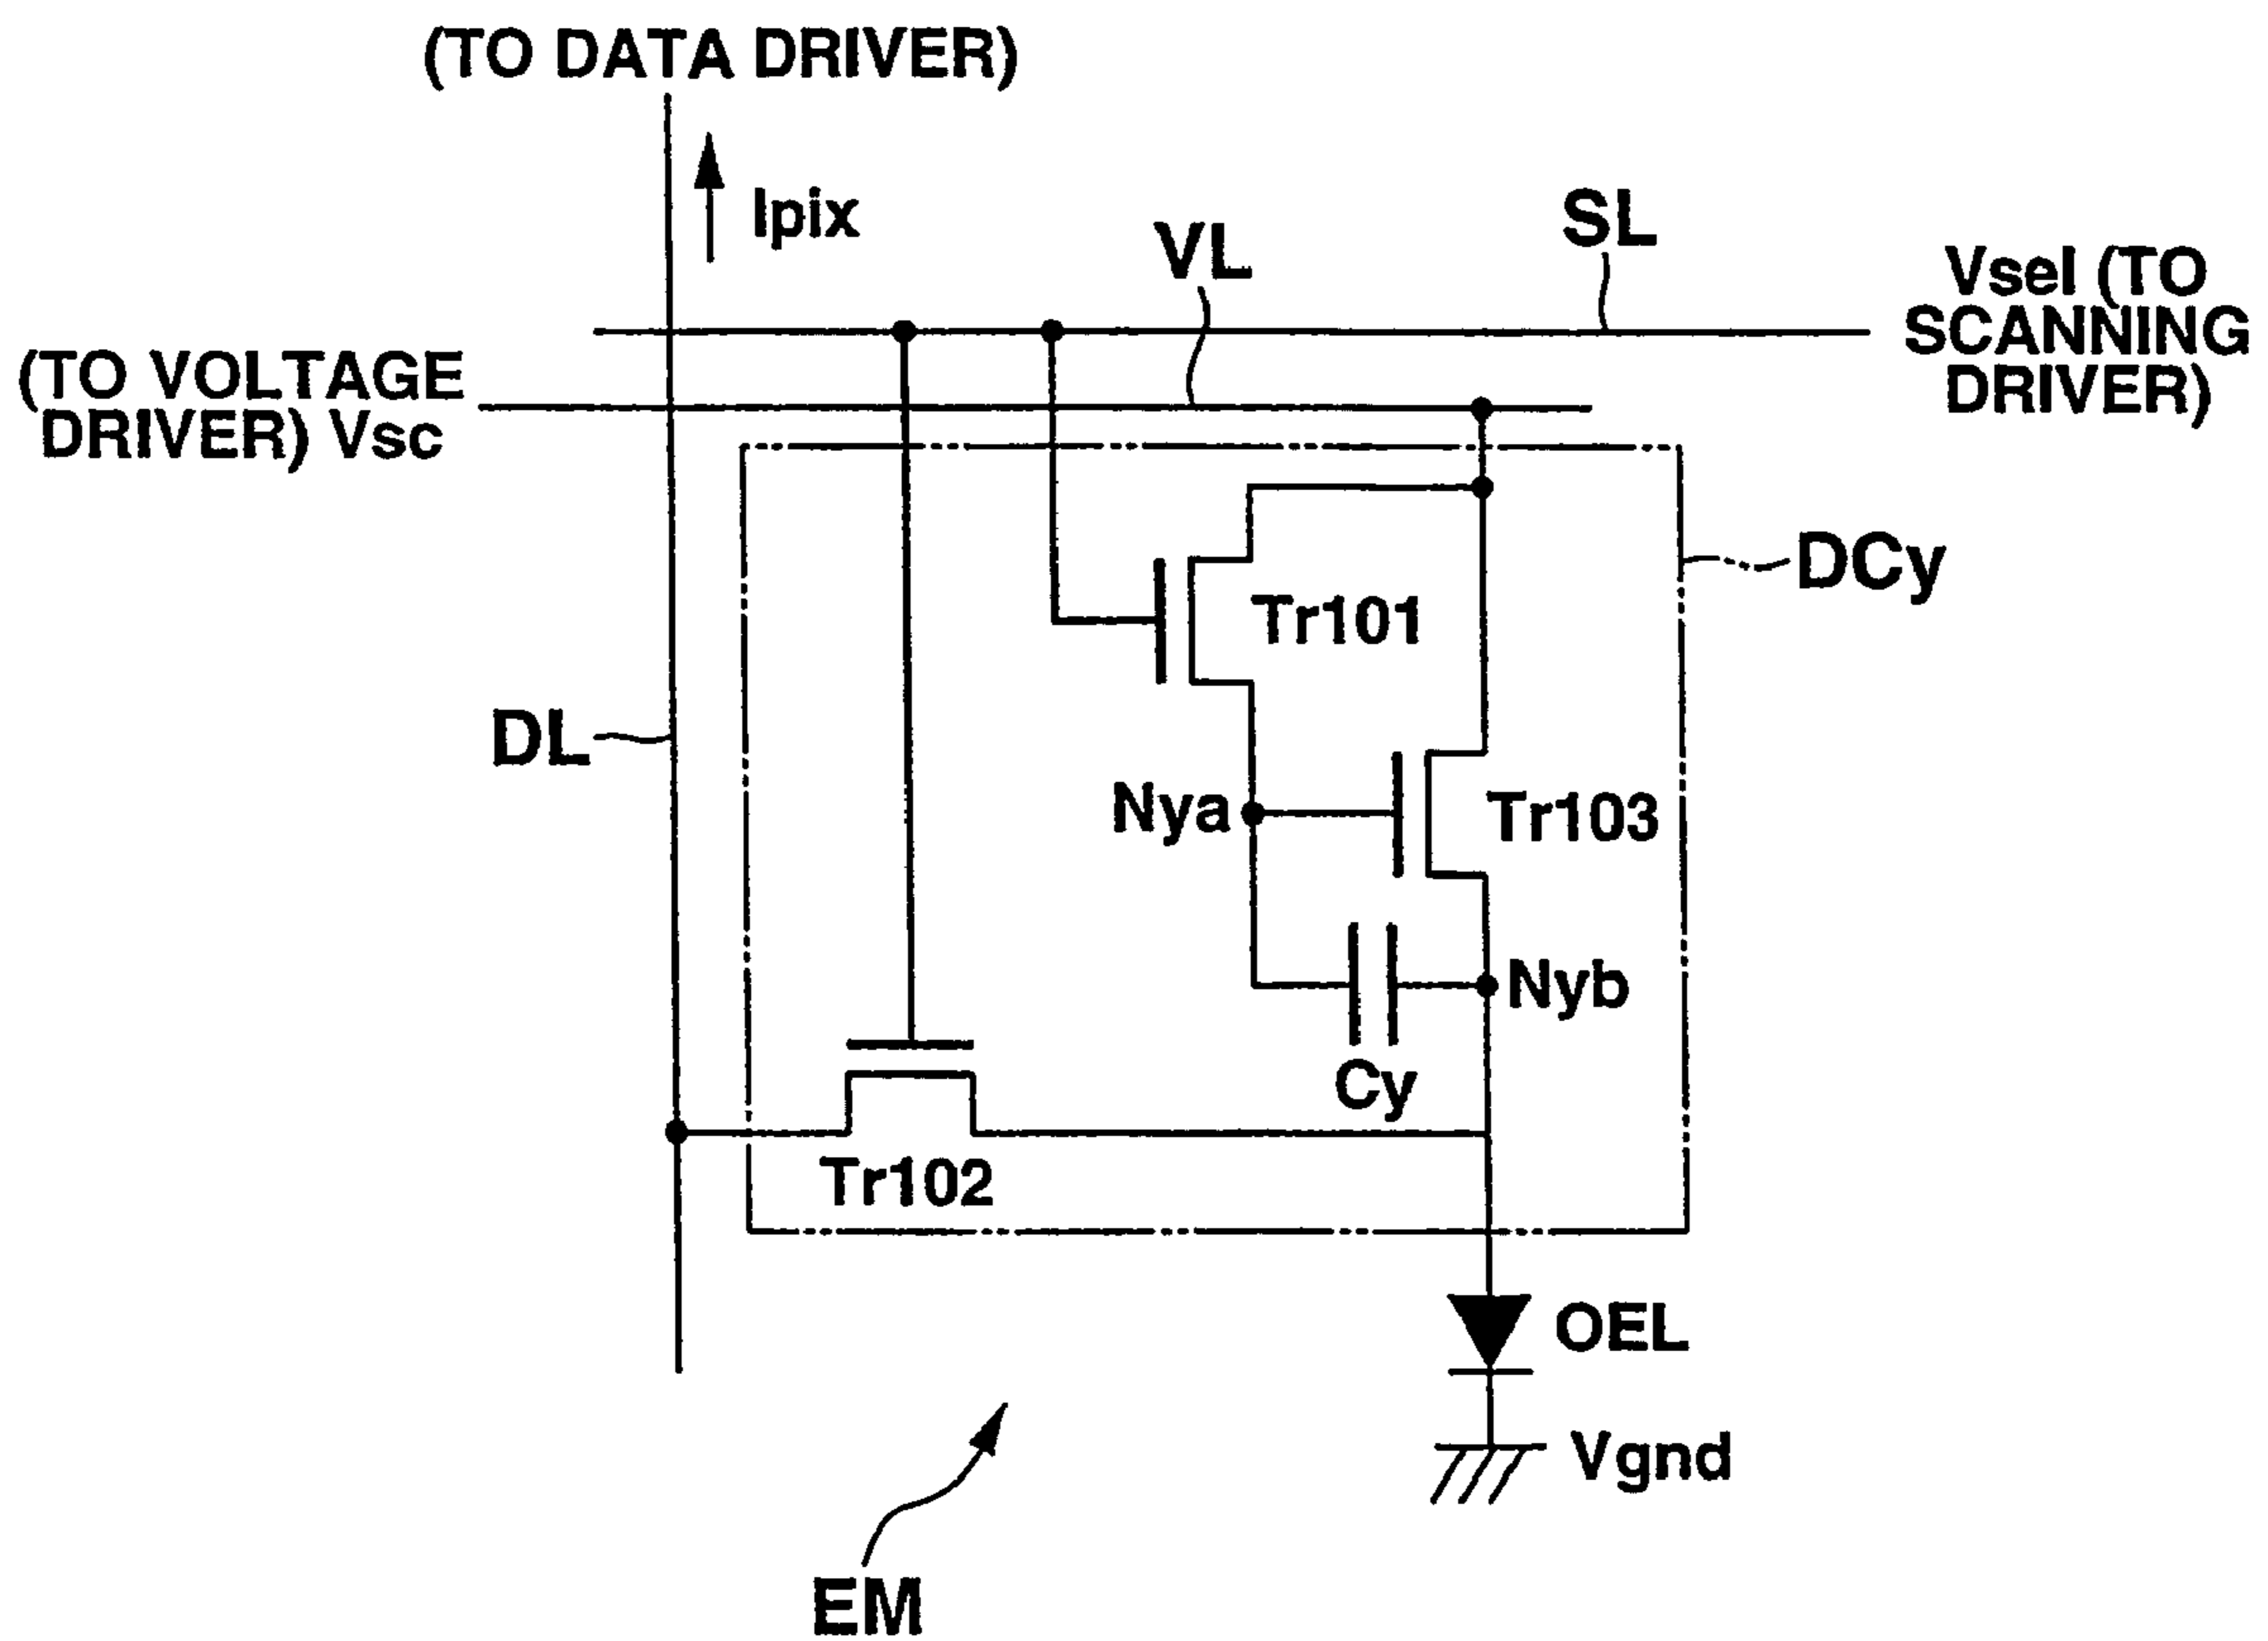 (TO DATA DRIVER)
Ipix
SL
VL
Vsel (TO
SCANNING
DRIVER)
(TO VOLTAGE
DRIVER) Vsc
DCy
Tr101
DL
Nya
Tr103
Nyb
Cy
Tr102
OEL
Vgnd
EM